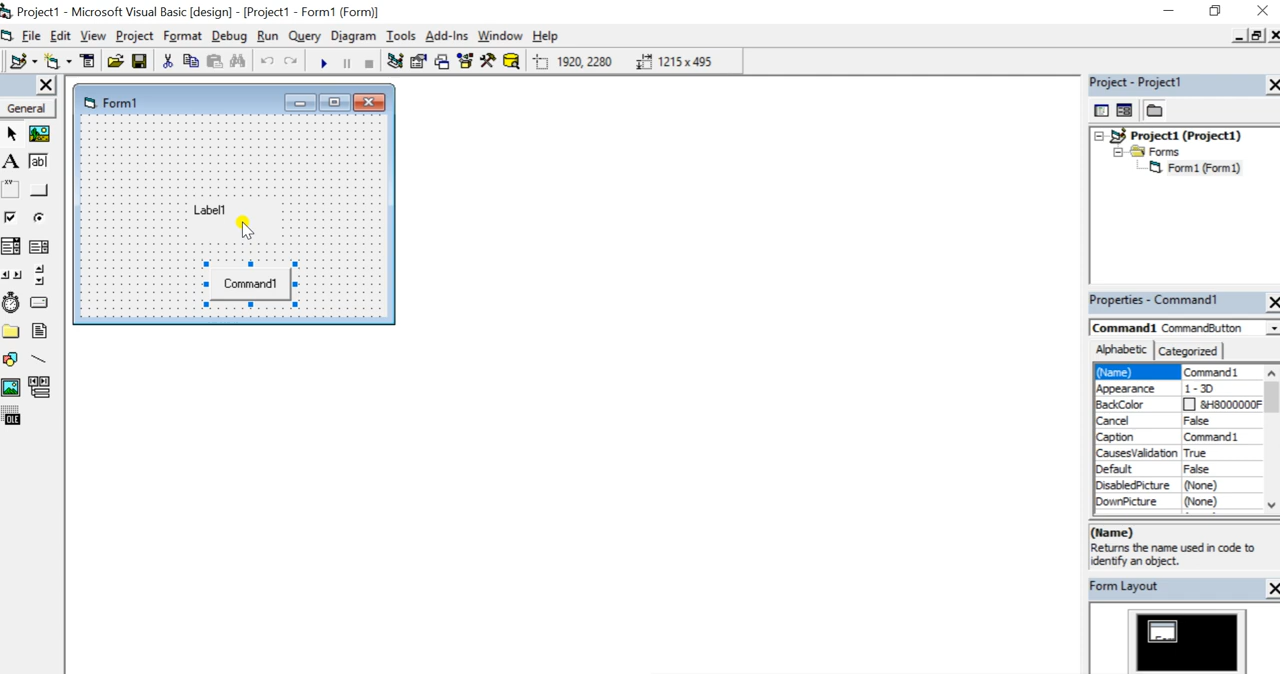 Project1 - Microsoft Visual Basic [design] - [Project1 - Form1 (Form)]
File Edit View Project Format Debug Run Query Diagram Tools Add-Ins Window Help
1920, 2280 1215 x 495
General
A ab|
XY
OLE
Form1
Label1
Command1
Project - Project1
Project1 (Project1)
Forms
Form1 (Form1)
Properties - Command1
Command1 CommandButton
Alphabetic Categorized
(Name) Command1
Appearance 1 - 3D
BackColor &H8000000F
Cancel False
Caption Command1
CausesValidation True
Default False
DisabledPicture (None)
DownPicture (None)
(Name)
Returns the name used in code to
identify an object.
Form Layout